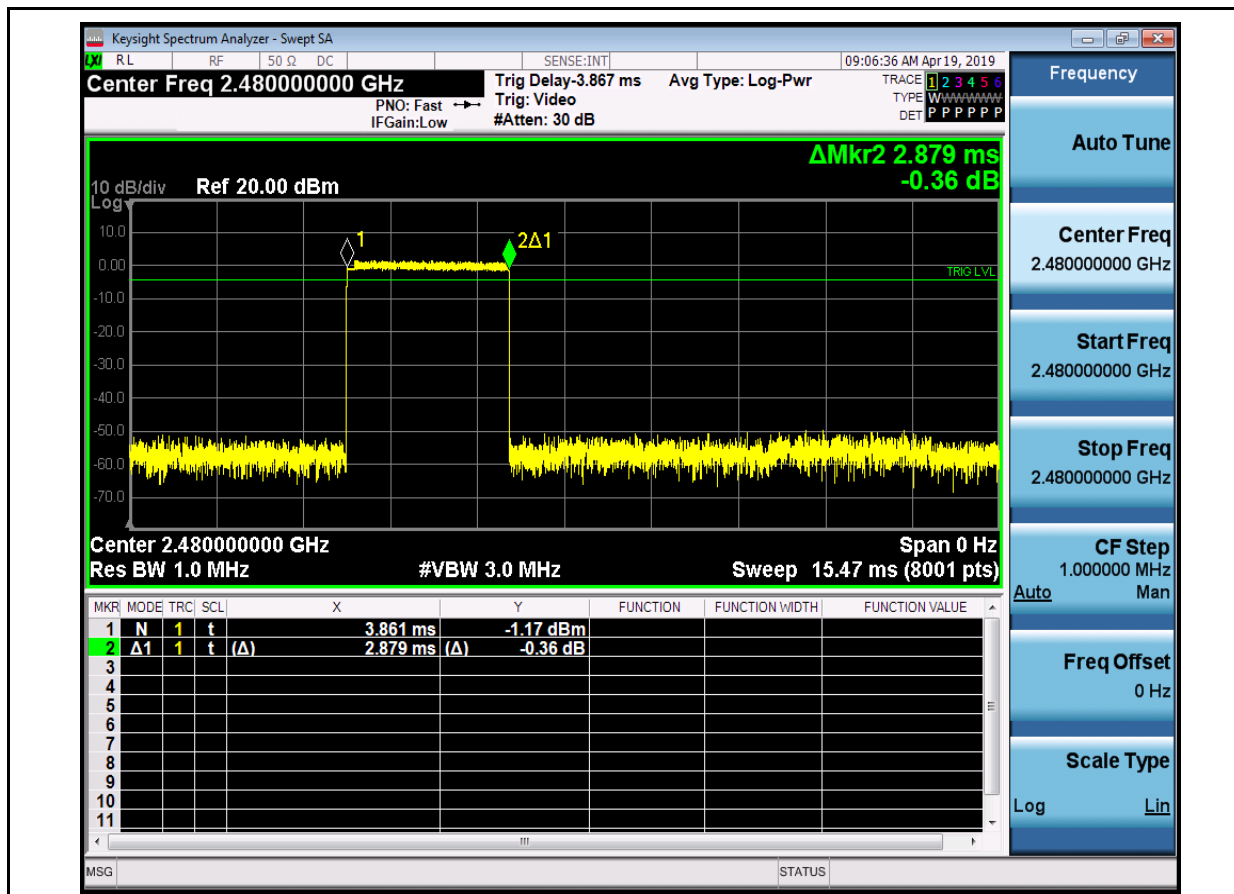 Keysight Spectrum Analyzer - Swept SA
LXI RL RF 50 Ω DC SENSE:INT 09:06:36 AM Apr 19, 2019
Center Freq 2.480000000 GHz
PNO: Fast
IFGain:Low
Trig Delay-3.867 ms
Trig: Video
#Atten: 30 dB
Avg Type: Log-Pwr
TRACE 1 2 3 4 5 6
TYPE WWWWWW
DET P P P P P P
ΔMkr2 2.879 ms
-0.36 dB
10 dB/div Ref 20.00 dBm
Log
10.0
0.00
-10.0
-20.0
-30.0
-40.0
-50.0
-60.0
-70.0
1
2Δ1
TRIG LVL
Center 2.480000000 GHz Span 0 Hz
Res BW 1.0 MHz #VBW 3.0 MHz Sweep 15.47 ms (8001 pts)
MKR MODE TRC SCL X Y FUNCTION FUNCTION WIDTH FUNCTION VALUE
1 N 1 t 3.861 ms -1.17 dBm
2 Δ1 1 t (Δ) 2.879 ms (Δ) -0.36 dB
3
4
5
6
7
8
9
10
11
MSG STATUS
Frequency
Auto Tune
Center Freq
2.480000000 GHz
Start Freq
2.480000000 GHz
Stop Freq
2.480000000 GHz
CF Step
1.000000 MHz
Auto Man
Freq Offset
0 Hz
Scale Type
Log Lin